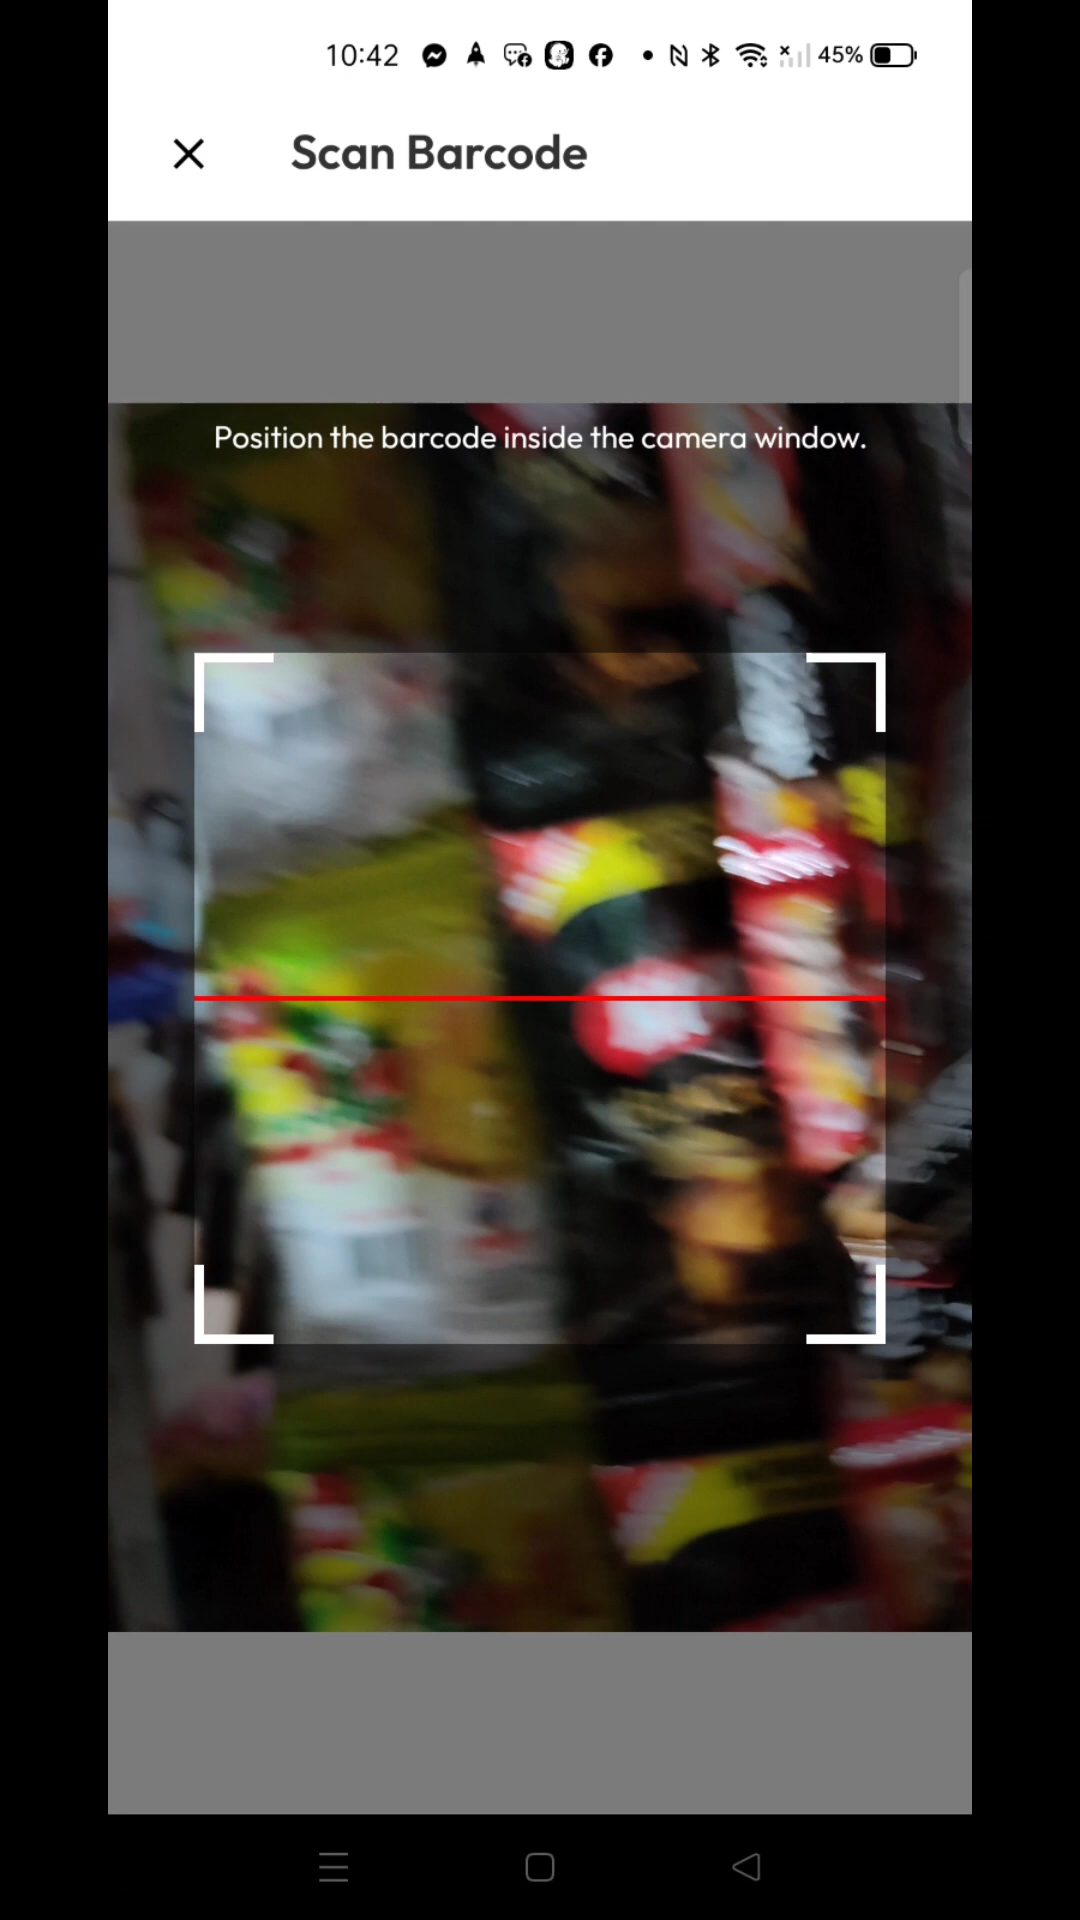 10:42
45%
Scan Barcode
Position the barcode inside the camera window.